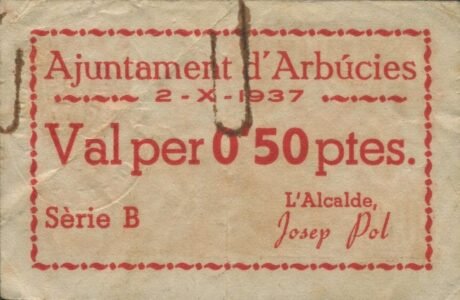 Ajuntament d'Arbúcies
2-X-1937
Val per 0'50 ptes.
Sèrie B
L'Alcalde,
Josep Pol